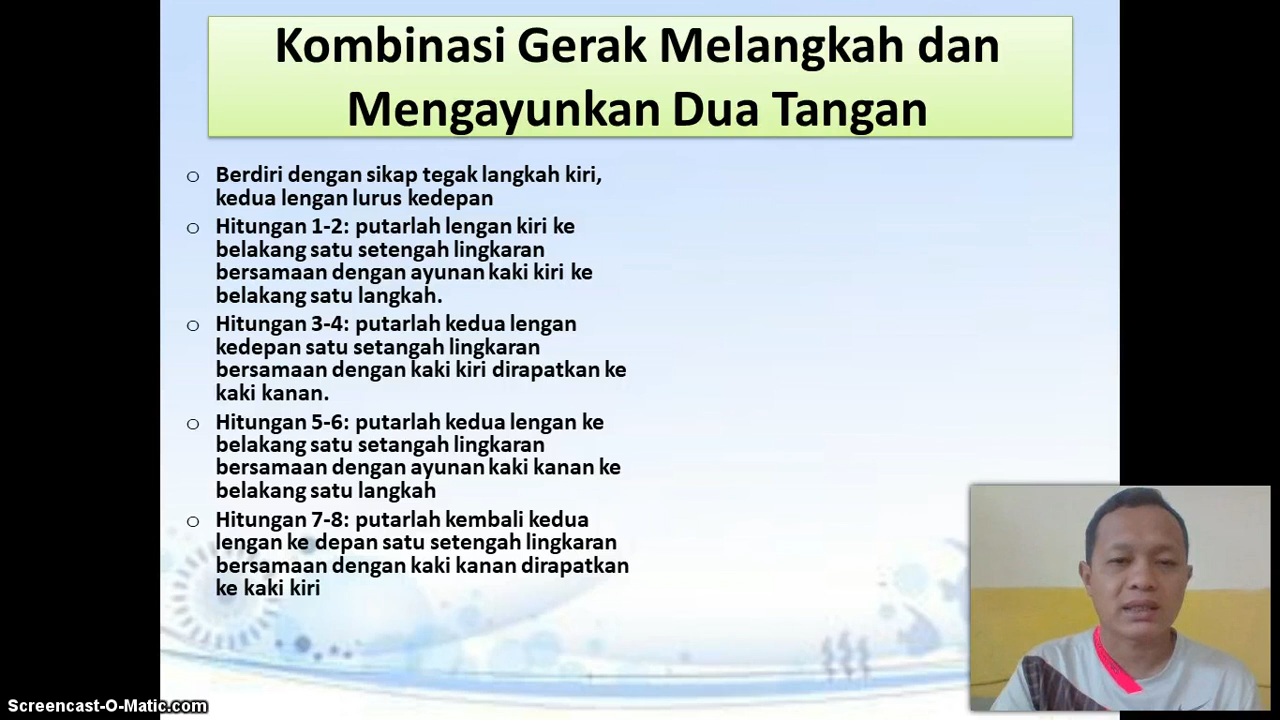 Kombinasi Gerak Melangkah dan
Mengayunkan Dua Tangan
o Berdiri dengan sikap tegak langkah kiri,
kedua lengan lurus kedepan
o Hitungan 1-2: putarlah lengan kiri ke
belakang satu setengah lingkaran
bersamaan dengan ayunan kaki kiri ke
belakang satu langkah.
o Hitungan 3-4: putarlah kedua lengan
kedepan satu setangah lingkaran
bersamaan dengan kaki kiri dirapatkan ke
kaki kanan.
o Hitungan 5-6: putarlah kedua lengan ke
belakang satu setangah lingkaran
bersamaan dengan ayunan kaki kanan ke
belakang satu langkah
o Hitungan 7-8: putarlah kembali kedua
lengan ke depan satu setengah lingkaran
bersamaan dengan kaki kanan dirapatkan
ke kaki kiri
Screencast-O-Matic.com